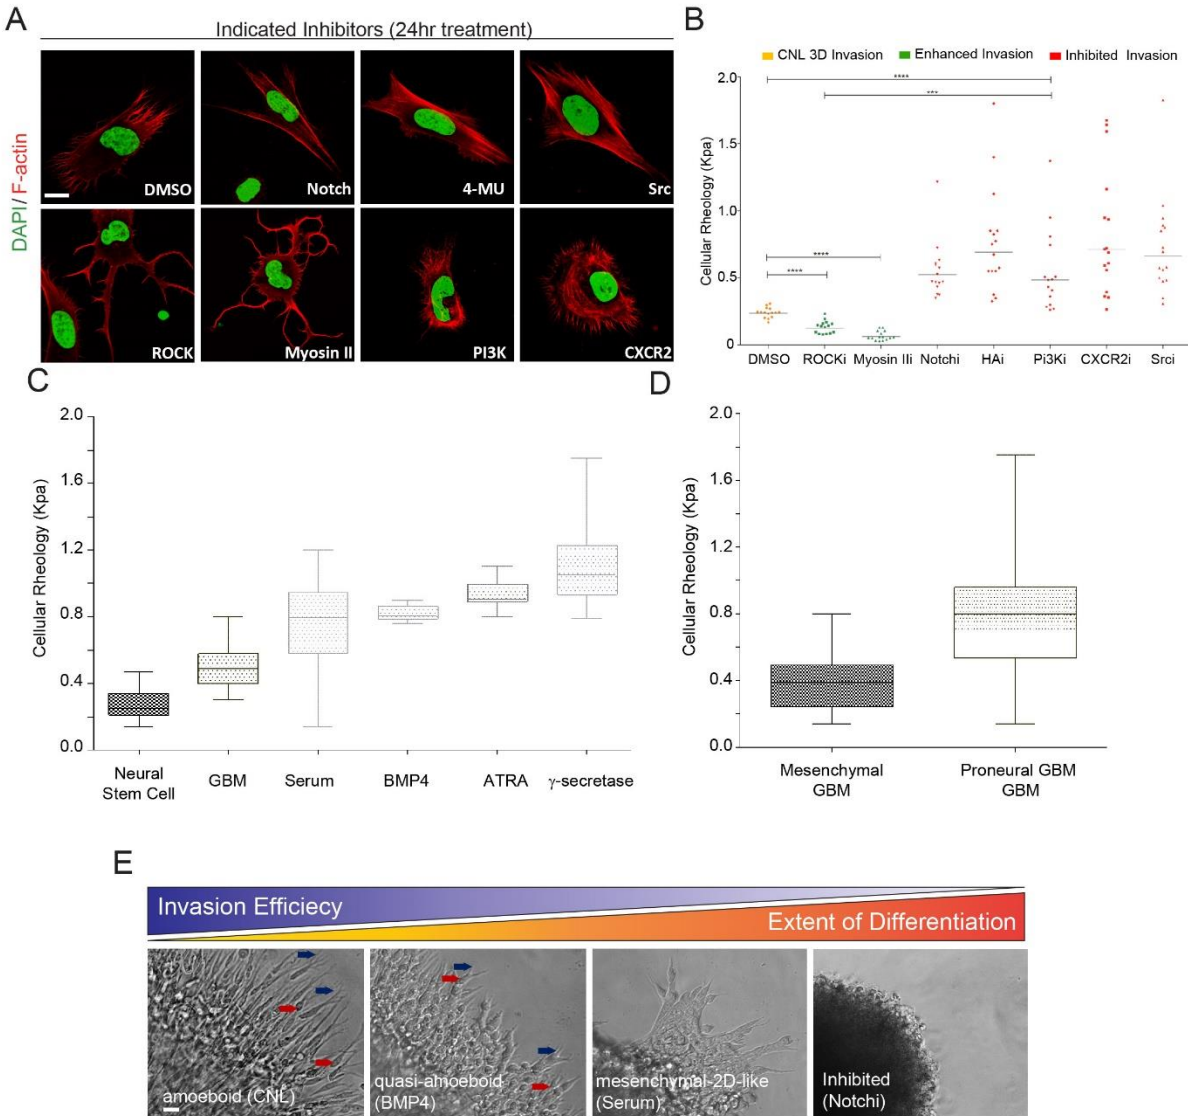 A
Indicated Inhibitors (24hr treatment)
DAPI/ F-actin
DMSO
Notch
4-MU
Src
ROCK
Myosin II
PI3K
CXCR2
B
CNL 3D Invasion
Enhanced Invasion
Inhibited Invasion
Cellular Rheology (Kpa)
2.0
1.5
1.0
0.5
0
****
***
****
****
DMSO
ROCKi
Myosin IIi
Notchi
HAi
Pi3Ki
CXCR2i
Srci
C
Cellular Rheology (Kpa)
2.0
1.6
1.2
0.8
0.4
0.0
Neural
Stem Cell
GBM
Serum
BMP4
ATRA
γ-secretase
D
Cellular Rheology (Kpa)
2.0
1.6
1.2
0.8
0.4
0.0
Mesenchymal
GBM
Proneural GBM
GBM
E
Invasion Efficiecy
Extent of Differentiation
amoeboid (CNL)
quasi-amoeboid
(BMP4)
mesenchymal-2D-like
(Serum)
Inhibited
(Notchi)